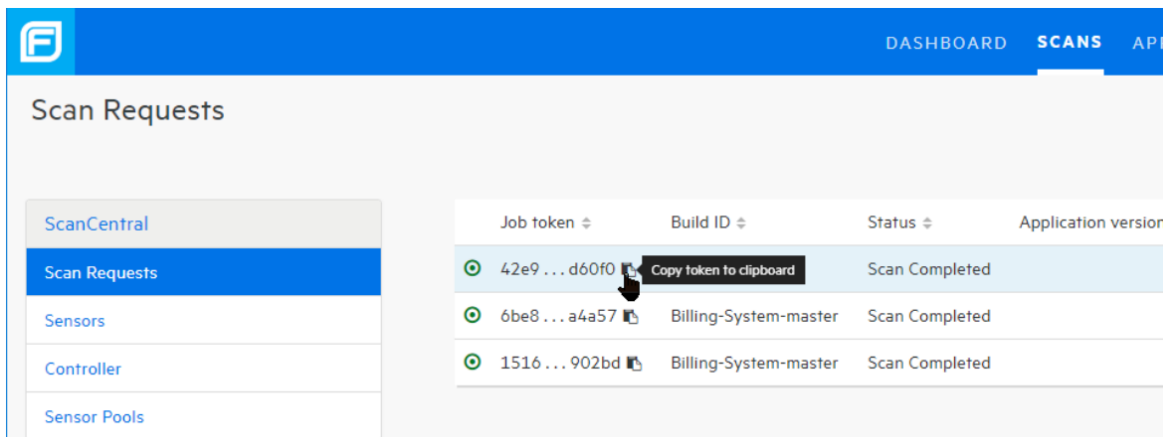 DASHBOARD SCANS
Scan Requests
ScanCentral
Scan Requests
Sensors
Controller
Sensor Pools
Job token Build ID Status Application version
42e9...d60f0 Copy token to clipboard Scan Completed
6be8...a4a57 Billing-System-master Scan Completed
1516...902bd Billing-System-master Scan Completed